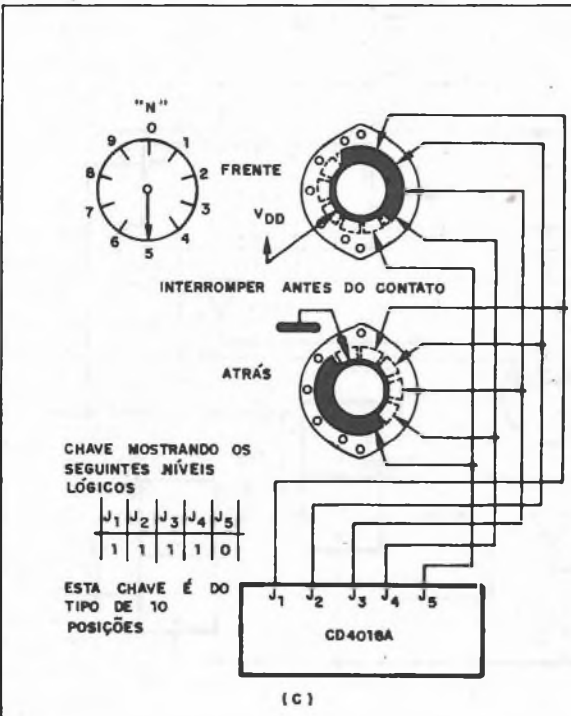 "N"
0
1
2
3
4
5
6
7
8
9
FRENTE
VDD
INTERROMPER ANTES DO CONTATO
ATRÁS
CHAVE MOSTRANDO OS
SEGUINTES NÍVEIS
LÓGICOS
J1 J2 J3 J4 J5
1 1 1 1 0
ESTA CHAVE É DO
TIPO DE 10
POSIÇÕES
J1 J2 J3 J4 J5
CD4018A
(C)